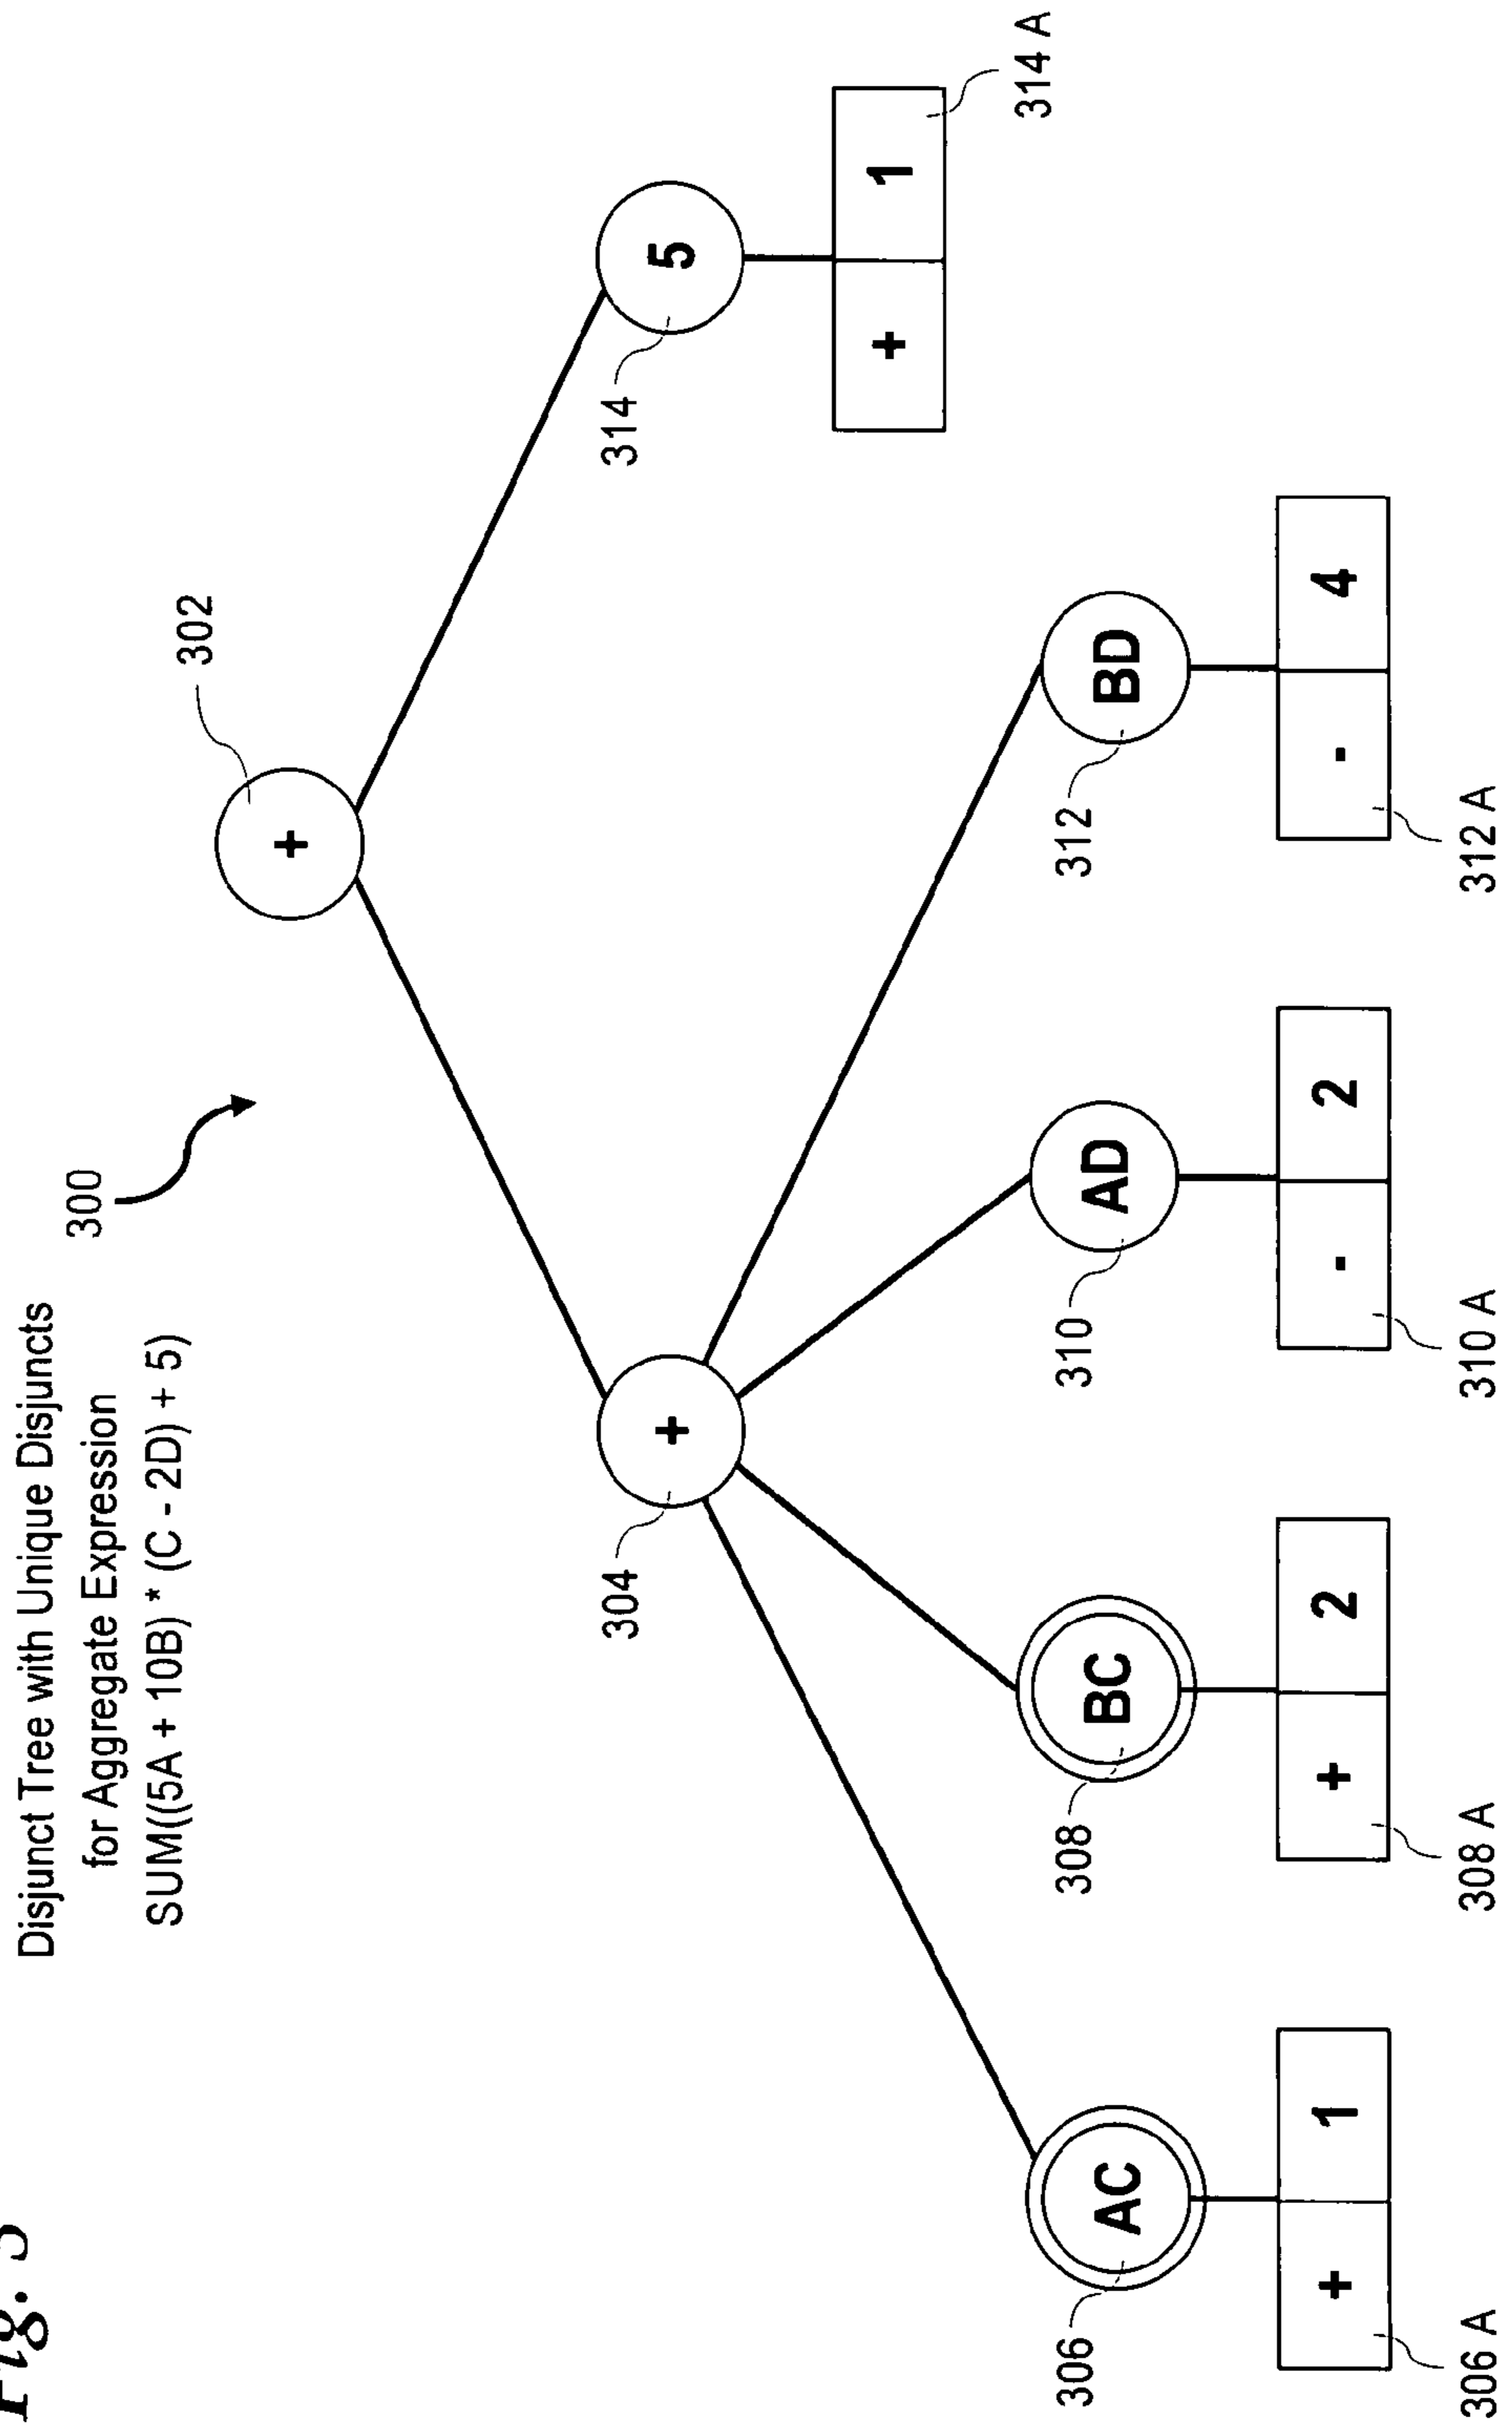 Fig. 3
Disjunct Tree with Unique Disjuncts
for Aggregate Expression
SUM((5A + 10B) * (C - 2D) + 5)
300
302
+
304
+
314
5
+ 1
314 A
306
AC
308
BC
310
AD
312
BD
+ 1
+ 2
- 2
- 4
306 A
308 A
310 A
312 A